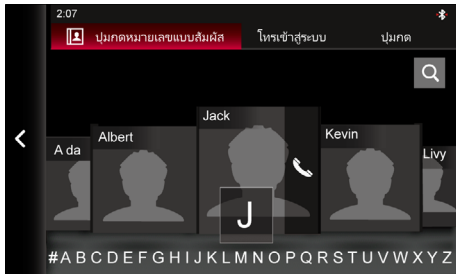 2:07
ปุ่มกดหมายเลขแบบสัมผัส โทรเข้าสู่ระบบ ปุ่มกด
Jack
Albert Kevin
A da Livy
J
#ABCDEFGHIJKLMNOPQRSTUVWXYZ